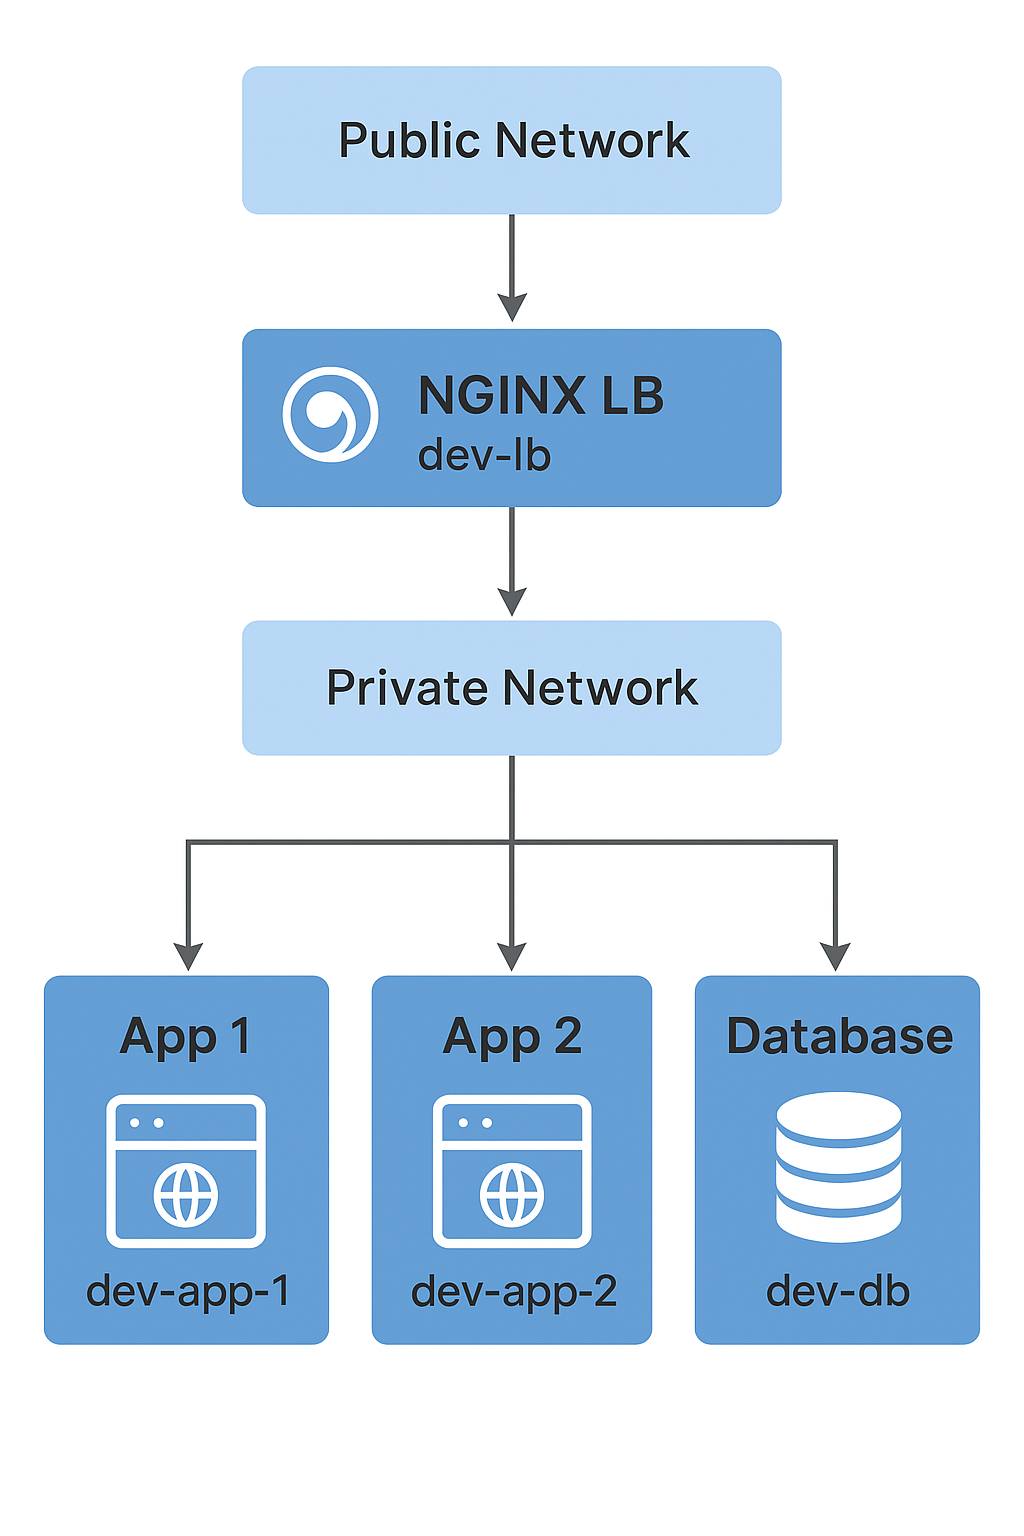 Public Network
NGINX LB
dev-lb
Private Network
App 1
dev-app-1
App 2
dev-app-2
Database
dev-db